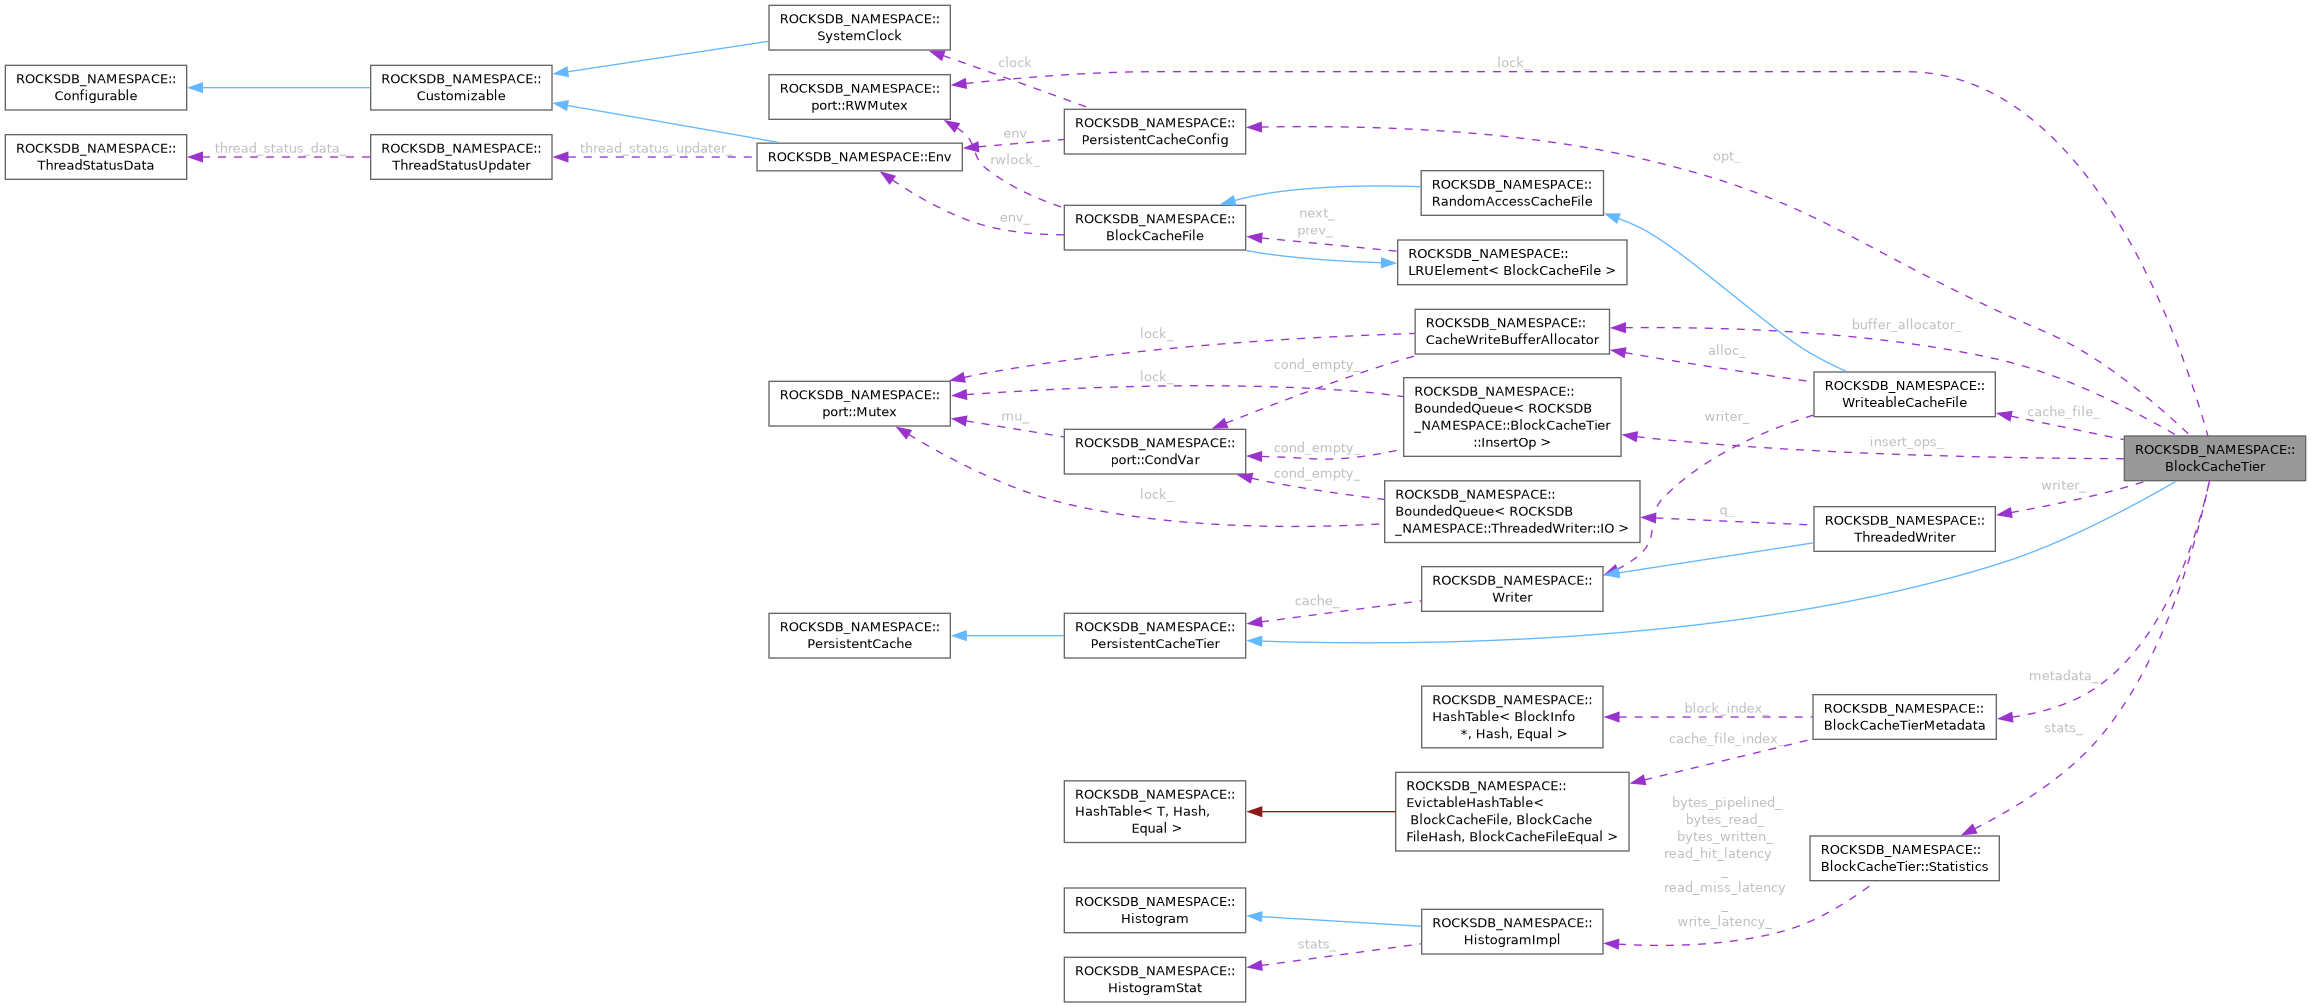 ROCKSDB_NAMESPACE::
SystemClock
ROCKSDB_NAMESPACE::
Configurable
ROCKSDB_NAMESPACE::
Customizable
clock
lock_
ROCKSDB_NAMESPACE::
port::RWMutex
ROCKSDB_NAMESPACE::
PersistentCacheConfig
ROCKSDB_NAMESPACE::
ThreadStatusData
thread_status_data_
ROCKSDB_NAMESPACE::
ThreadStatusUpdater
thread_status_updater_
ROCKSDB_NAMESPACE::Env
env
rwlock_
opt_
ROCKSDB_NAMESPACE::
RandomAccessCacheFile
ROCKSDB_NAMESPACE::
BlockCacheFile
env_
next_
prev_
ROCKSDB_NAMESPACE::
LRUElement< BlockCacheFile >
ROCKSDB_NAMESPACE::
CacheWriteBufferAllocator
buffer_allocator_
lock_
alloc_
cond_empty_
lock_
ROCKSDB_NAMESPACE::
port::Mutex
mu_
ROCKSDB_NAMESPACE::
BoundedQueue< ROCKSDB
_NAMESPACE::BlockCacheTier
::InsertOp >
ROCKSDB_NAMESPACE::
WriteableCacheFile
cache_file_
writer_
insert_ops_
ROCKSDB_NAMESPACE::
BlockCacheTier
ROCKSDB_NAMESPACE::
port::CondVar
cond_empty_
cond_empty_
lock_
ROCKSDB_NAMESPACE::
BoundedQueue< ROCKSDB
_NAMESPACE::ThreadedWriter::IO >
q_
writer_
ROCKSDB_NAMESPACE::
ThreadedWriter
ROCKSDB_NAMESPACE::
Writer
cache_
ROCKSDB_NAMESPACE::
PersistentCache
ROCKSDB_NAMESPACE::
PersistentCacheTier
metadata_
ROCKSDB_NAMESPACE::
HashTable< BlockInfo
*, Hash, Equal >
block_index_
ROCKSDB_NAMESPACE::
BlockCacheTierMetadata
cache_file_index_
stats_
ROCKSDB_NAMESPACE::
HashTable< T, Hash,
Equal >
ROCKSDB_NAMESPACE::
EvictableHashTable<
BlockCacheFile, BlockCache
FileHash, BlockCacheFileEqual >
bytes_pipelined_
bytes_read_
bytes_written_
read_hit_latency
_
read_miss_latency
_
write_latency_
ROCKSDB_NAMESPACE::
BlockCacheTier::Statistics
ROCKSDB_NAMESPACE::
Histogram
ROCKSDB_NAMESPACE::
HistogramImpl
stats_
ROCKSDB_NAMESPACE::
HistogramStat